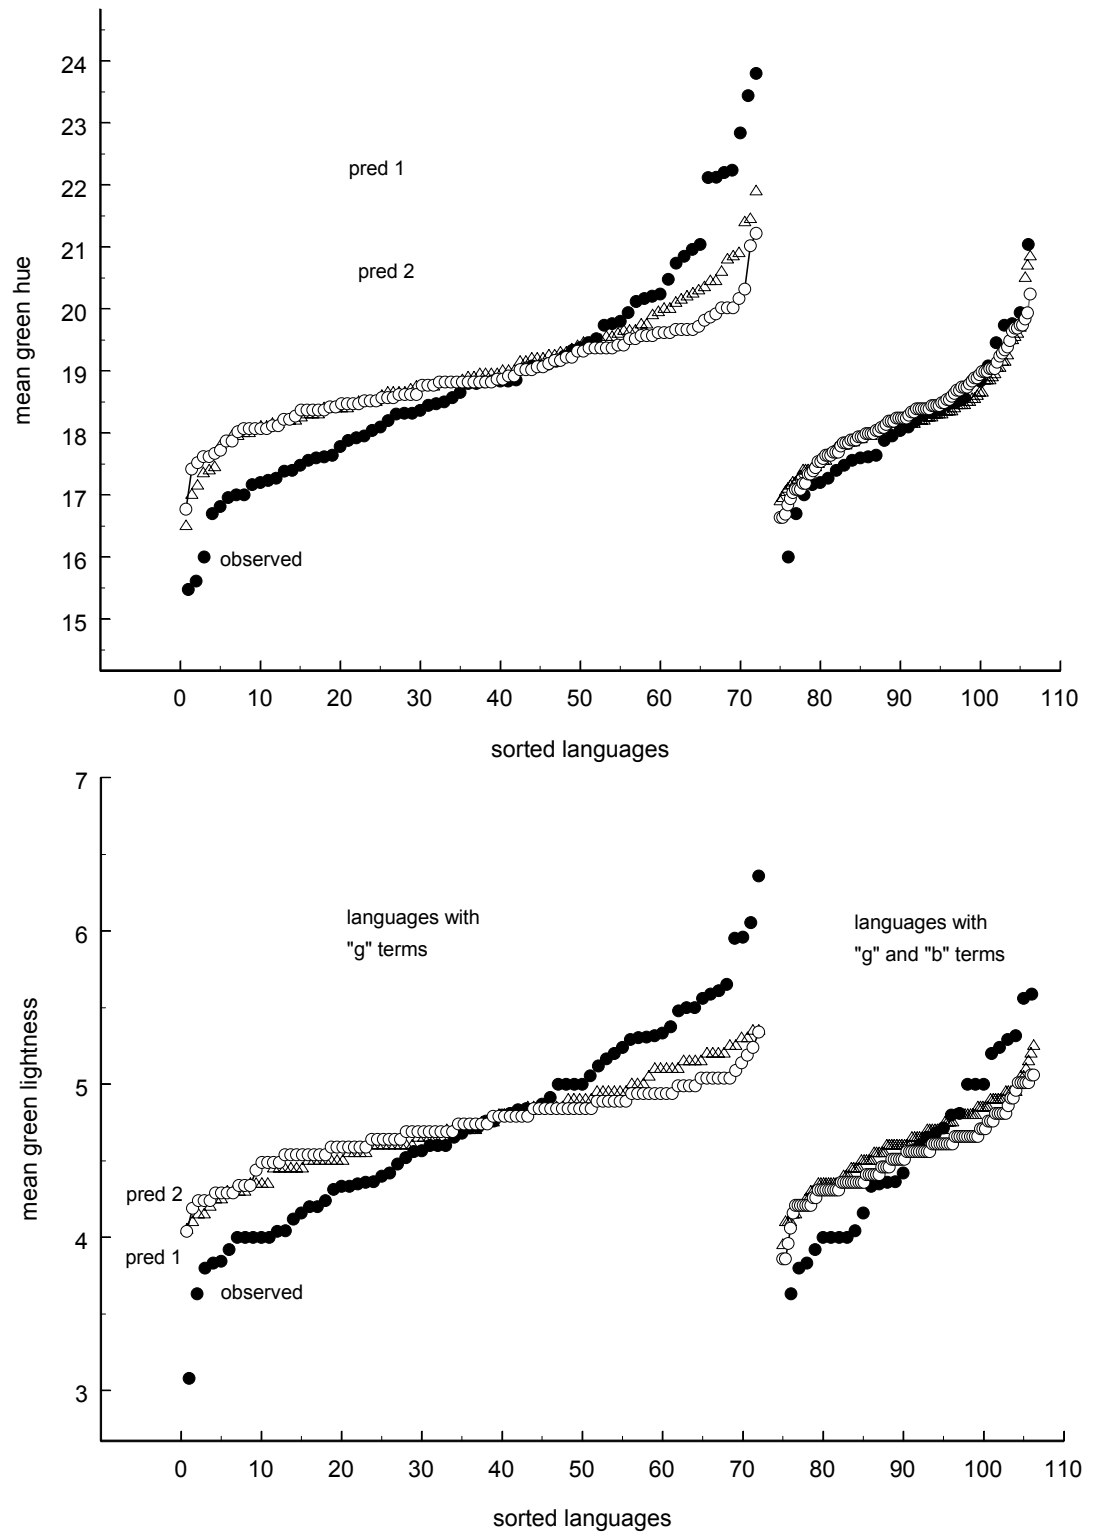 24
23
22
21
20
19
18
17
16
15
mean green hue
pred 1
pred 2
observed
0 10 20 30 40 50 60 70 80 90 100 110
sorted languages
7
6
5
4
3
mean green lightness
languages with
"g" terms
languages with
"g" and "b" terms
pred 2
pred 1
observed
0 10 20 30 40 50 60 70 80 90 100 110
sorted languages